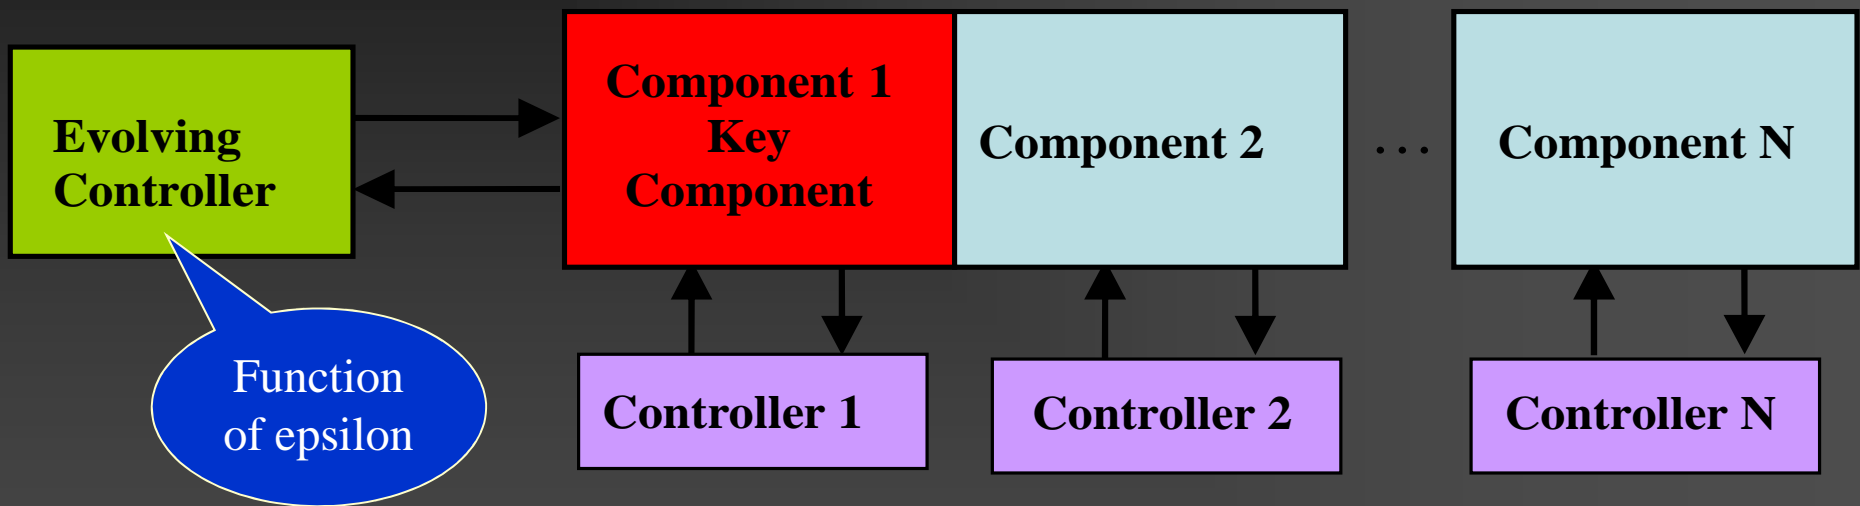 Evolving
Controller
Component 1
Key
Component
Component 2
...
Component N
Function
of epsilon
Controller 1
Controller 2
Controller N